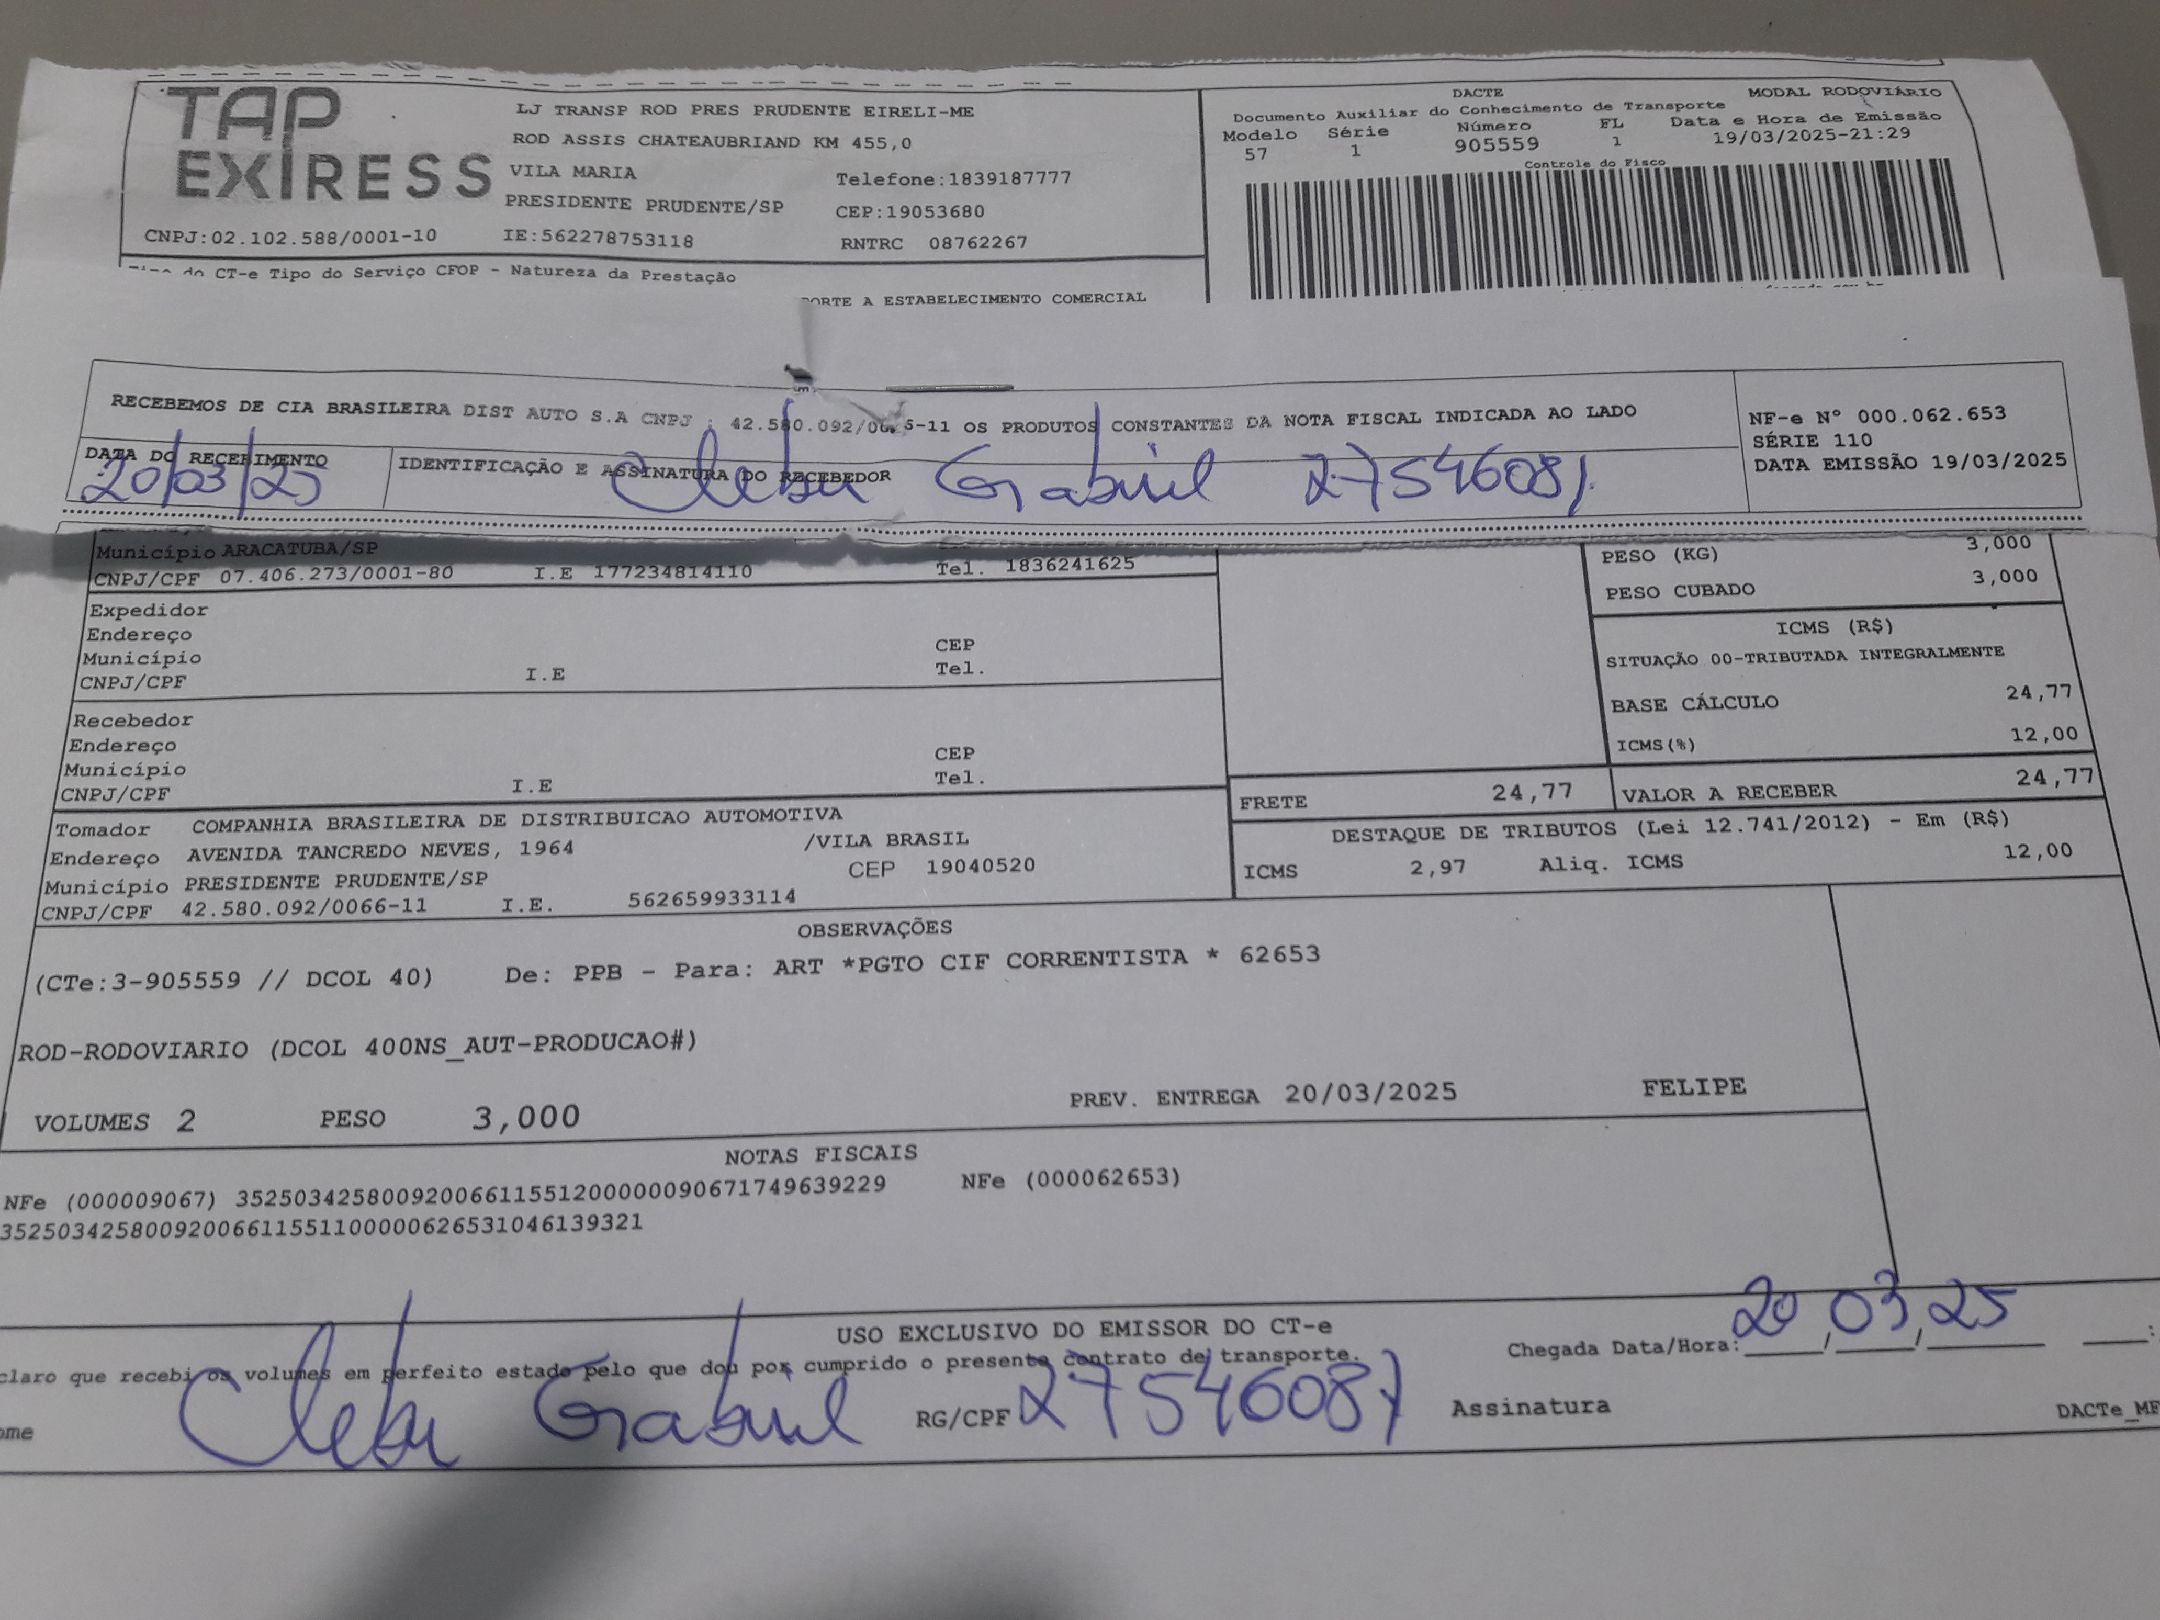 TAP
EXPRESS
LJ TRANSP ROD PRES PRUDENTE EIRELI-ME
ROD ASSIS CHATEAUBRIAND KM 455,0
VILA MARIA
Telefone:1839187777
PRESIDENTE PRUDENTE/SP
CEP:19053680
CNPJ:02.102.588/0001-10 IE:562278753118 RNTRC 08762267
DACTE MODAL RODOVIÁRIO
Documento Auxiliar do Conhecimento de Transporte
Modelo Série Número FL Data e Hora de Emissão
57 1 905559 1 19/03/2025-21:29
Controle do Fisco
do CT-e Tipo do Serviço CFOP - Natureza da Prestação
PORTE A ESTABELECIMENTO COMERCIAL
RECEBEMOS DE CIA BRASILEIRA DIST AUTO S.A CNPJ : 42.580.092/00 6-11 OS PRODUTOS CONSTANTES DA NOTA FISCAL INDICADA AO LADO
NF-e N° 000.062.653
SÉRIE 110
DATA EMISSÃO 19/03/2025
DATA DO RECEBIMENTO IDENTIFICAÇÃO E ASSINATURA DO RECEBEDOR
20/03/25 Gabriel 27546081
Município ARACATUBA/SP
CNPJ/CPF 07.406.273/0001-80 I.E 177234814110 Tel. 1836241625
PESO (KG) 3,000
PESO CUBADO 3,000
Expedidor
Endereço CEP
Município Tel.
CNPJ/CPF I.E
ICMS (R$)
SITUAÇÃO 00-TRIBUTADA INTEGRALMENTE
BASE CÁLCULO 24,77
ICMS(%) 12,00
Recebedor
Endereço CEP
Município Tel.
CNPJ/CPF I.E
FRETE 24,77 VALOR A RECEBER 24,77
Tomador COMPANHIA BRASILEIRA DE DISTRIBUICAO AUTOMOTIVA
Endereço AVENIDA TANCREDO NEVES, 1964 /VILA BRASIL
Município PRESIDENTE PRUDENTE/SP CEP 19040520
CNPJ/CPF 42.580.092/0066-11 I.E. 562659933114
DESTAQUE DE TRIBUTOS (Lei 12.741/2012) - Em (R$)
ICMS 2,97 Aliq. ICMS 12,00
OBSERVAÇÕES
(CTe:3-905559 // DCOL 40) De: PPB - Para: ART *PGTO CIF CORRENTISTA * 62653
ROD-RODOVIARIO (DCOL 400NS_AUT-PRODUCAO#)
VOLUMES 2 PESO 3,000 PREV. ENTREGA 20/03/2025 FELIPE
NOTAS FISCAIS
NFe (000009067) 35250342580092006611551200000090671749639229 NFe (000062653)
35250342580092006611551100000626531046139321
USO EXCLUSIVO DO EMISSOR DO CT-e
claro que recebi os volumes em perfeito estado pelo que dou por cumprido o presente contrato de transporte.
Chegada Data/Hora: 20/03/25 :
ome Gabriel RG/CPF 27546081 Assinatura
DACTe_MF